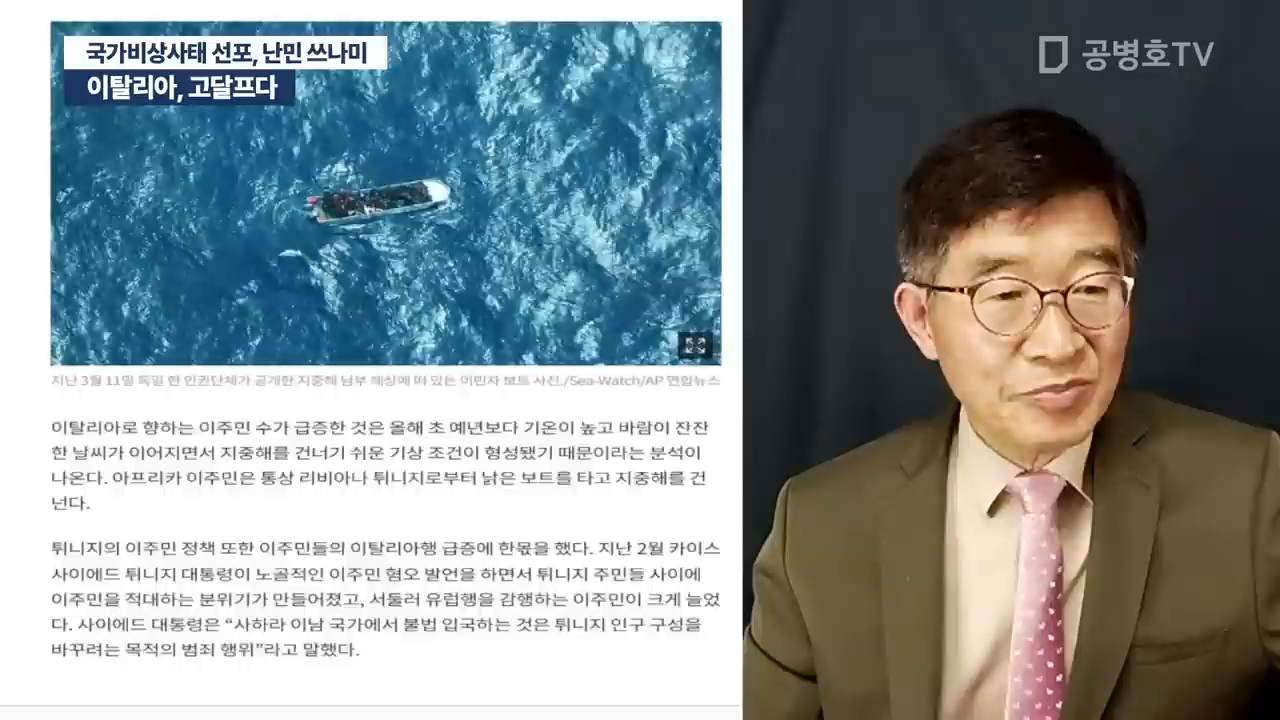 국가비상사태 선포, 난민 쓰나미
이탈리아, 고달프다
공병호TV
지난 3월 11일 독일 한 인권단체가 공개한 지중해 남부 해상에 떠 있는 이민자 보트 사진./Sea-Watch/AP 연합뉴스
이탈리아로 향하는 이주민 수가 급증한 것은 올해 초 예년보다 기온이 높고 바람이 잔잔
한 날씨가 이어지면서 지중해를 건너기 쉬운 기상 조건이 형성됐기 때문이라는 분석이
나온다. 아프리카 이주민은 통상 리비아나 튀니지로부터 낡은 보트를 타고 지중해를 건
넌다.
튀니지의 이주민 정책 또한 이주민들의 이탈리아행 급증에 한몫을 했다. 지난 2월 카이스
사이에드 튀니지 대통령이 노골적인 이주민 혐오 발언을 하면서 튀니지 주민들 사이에
이주민을 적대하는 분위기가 만들어졌고, 서둘러 유럽행을 감행하는 이주민이 크게 늘었
다. 사이에드 대통령은 “사하라 이남 국가에서 불법 입국하는 것은 튀니지 인구 구성을
바꾸려는 목적의 범죄 행위”라고 말했다.